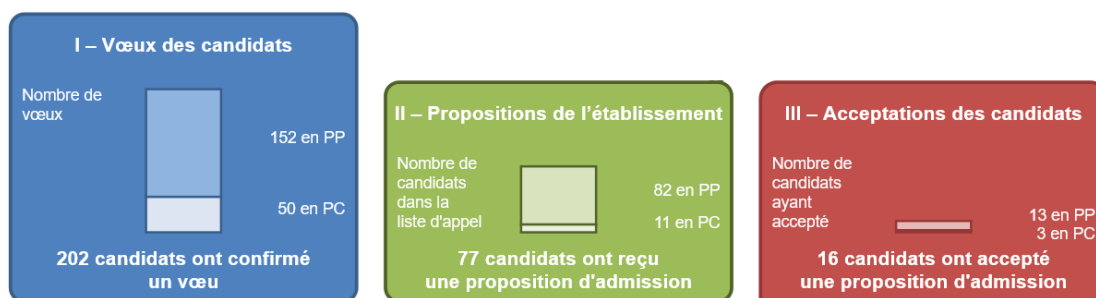 I – Vœux des candidats
Nombre de
vœux
152 en PP
50 en PC
202 candidats ont confirmé
un vœu
II – Propositions de l'établissement
Nombre de
candidats
dans la
liste d'appel
82 en PP
11 en PC
77 candidats ont reçu
une proposition d'admission
III – Acceptations des candidats
Nombre de
candidats
ayant
accepté
13 en PP
3 en PC
16 candidats ont accepté
une proposition d'admission